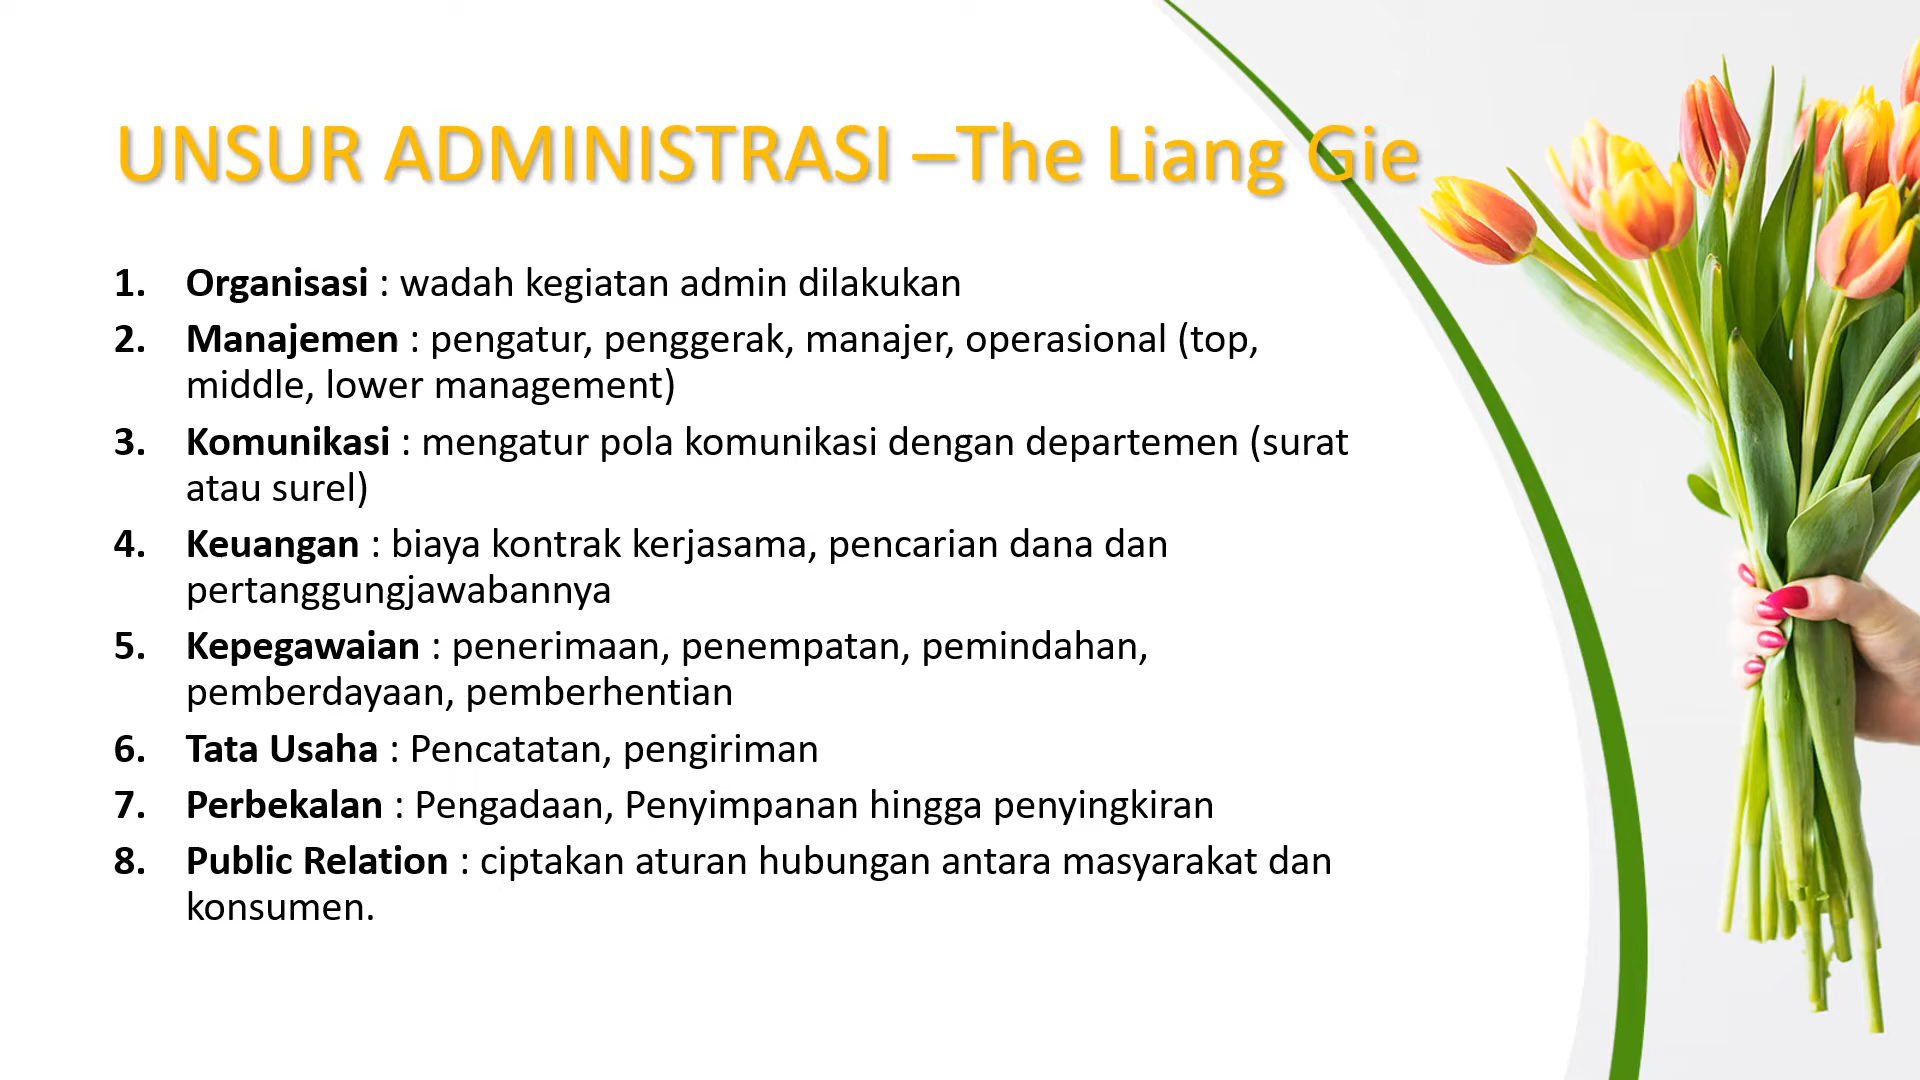 UNSUR ADMINISTRASI –The Liang Gie
1. Organisasi : wadah kegiatan admin dilakukan
2. Manajemen : pengatur, penggerak, manajer, operasional (top,
middle, lower management)
3. Komunikasi : mengatur pola komunikasi dengan departemen (surat
atau surel)
4. Keuangan : biaya kontrak kerjasama, pencarian dana dan
pertanggungjawabannya
5. Kepegawaian : penerimaan, penempatan, pemindahan,
pemberdayaan, pemberhentian
6. Tata Usaha : Pencatatan, pengiriman
7. Perbekalan : Pengadaan, Penyimpanan hingga penyingkiran
8. Public Relation : ciptakan aturan hubungan antara masyarakat dan
konsumen.